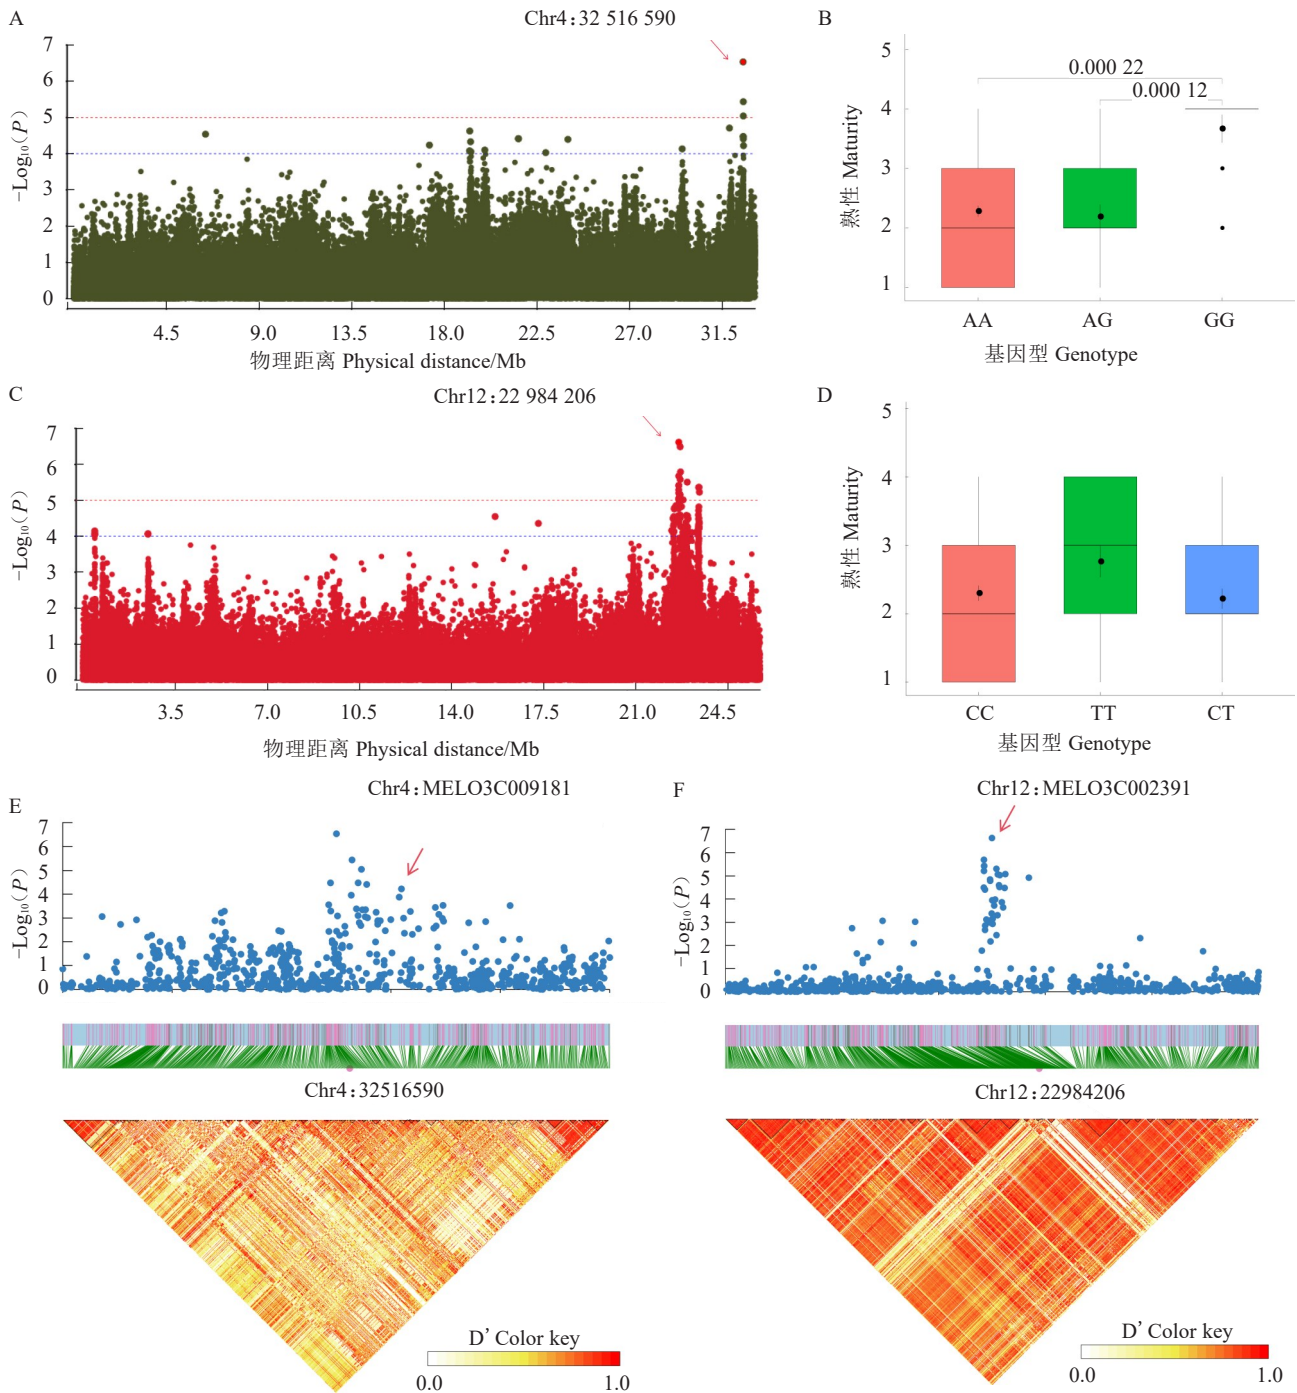 A
Chr4:32 516 590
−Log₁₀(P)
7
6
5
4
3
2
1
0
4.5 9.0 13.5 18.0 22.5 27.0 31.5
物理距离 Physical distance/Mb
B
熟性 Maturity
5
4
3
2
1
0.000 22
0.000 12
AA AG GG
基因型 Genotype
C
Chr12:22 984 206
−Log₁₀(P)
7
6
5
4
3
2
1
0
3.5 7.0 10.5 14.0 17.5 21.0 24.5
物理距离 Physical distance/Mb
D
熟性 Maturity
5
4
3
2
1
CC TT CT
基因型 Genotype
E
Chr4:MELO3C009181
−Log₁₀(P)
7
6
5
4
3
2
1
0
Chr4:32516590
D’ Color key
0.0 1.0
F
Chr12:MELO3C002391
−Log₁₀(P)
7
6
5
4
3
2
1
0
Chr12:22984206
D’ Color key
0.0 1.0